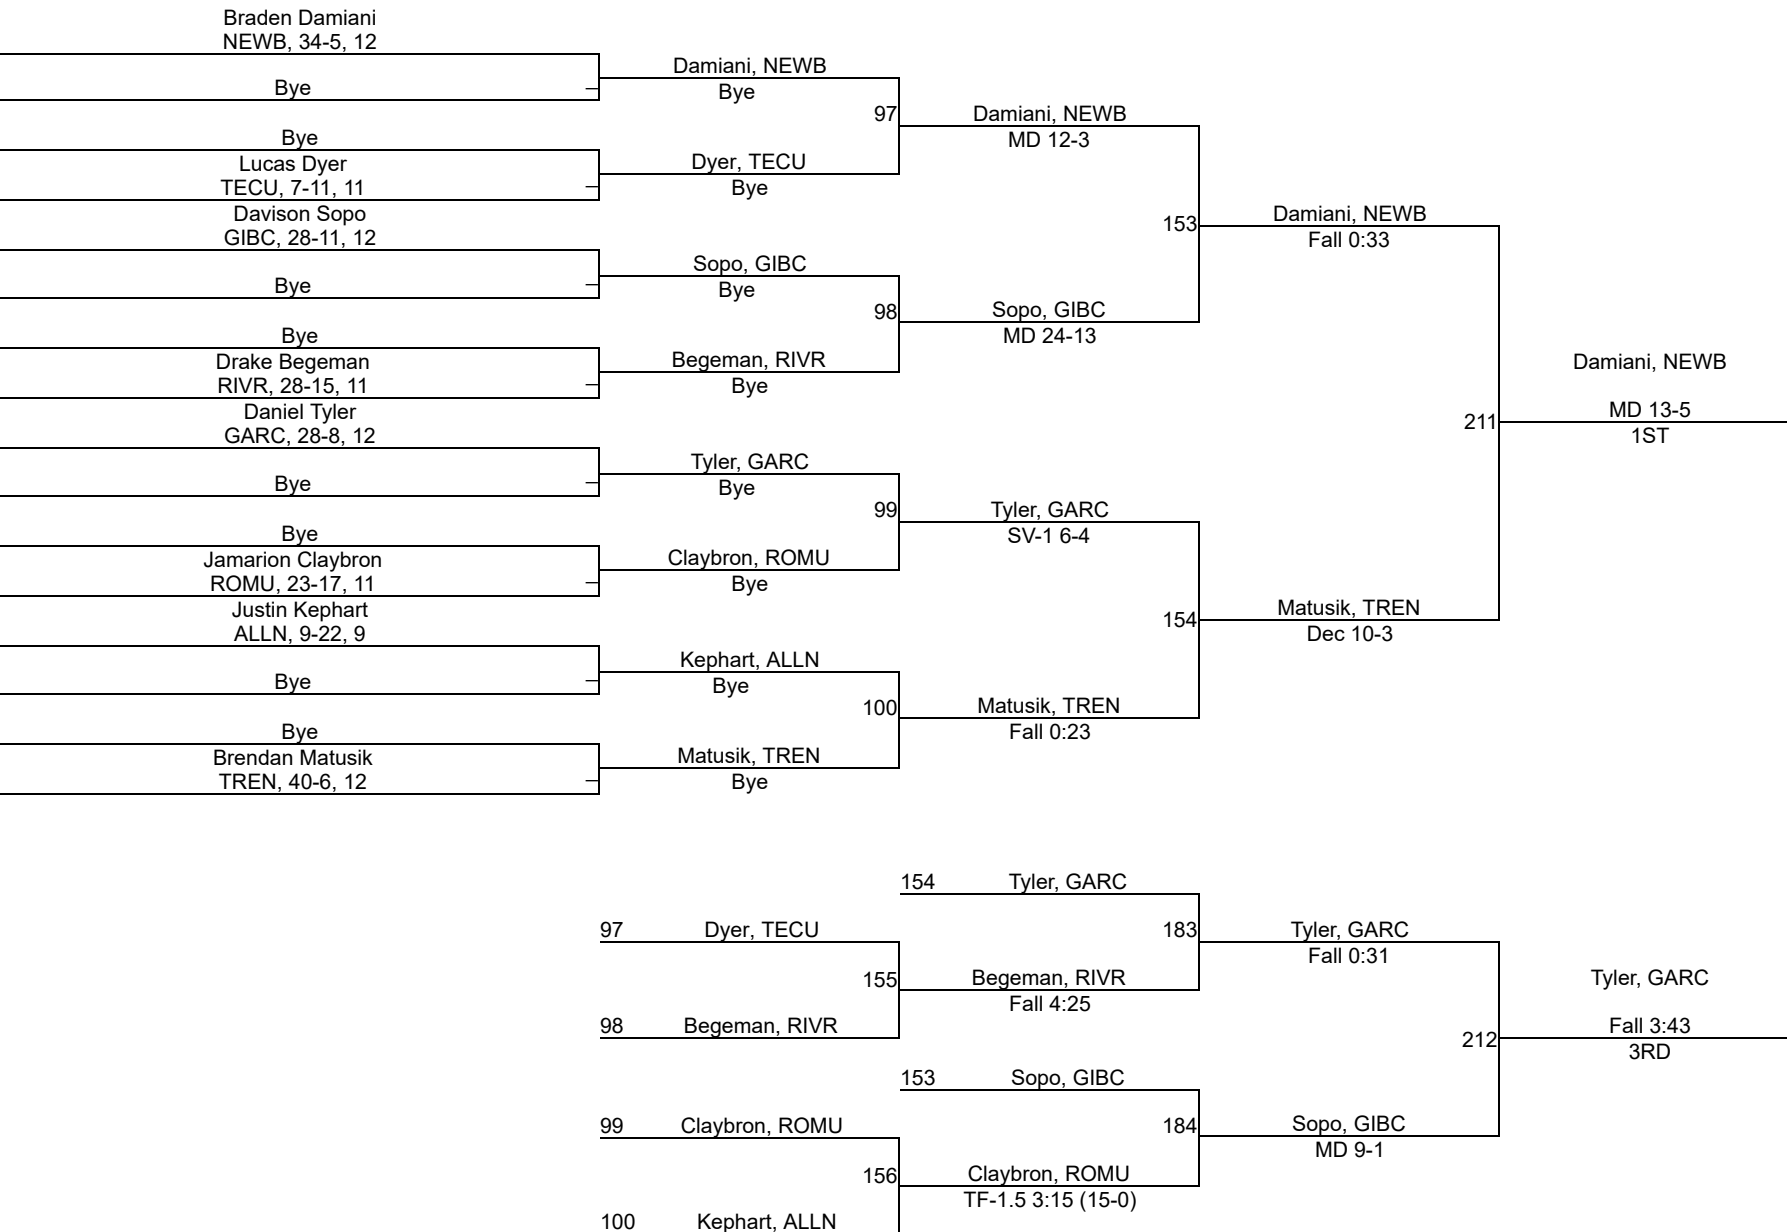 Braden Damiani
NEWB, 34-5, 12
Bye
Bye
Lucas Dyer
TECU, 7-11, 11
Davison Sopo
GIBC, 28-11, 12
Bye
Bye
Drake Begeman
RIVR, 28-15, 11
Daniel Tyler
GARC, 28-8, 12
Bye
Bye
Jamarion Claybron
ROMU, 23-17, 11
Justin Kephart
ALLN, 9-22, 9
Bye
Bye
Brendan Matusik
TREN, 40-6, 12
Damiani, NEWB
Bye
97
Dyer, TECU
Bye
Sopo, GIBC
Bye
98
Begeman, RIVR
Bye
Tyler, GARC
Bye
99
Claybron, ROMU
Bye
Kephart, ALLN
Bye
100
Matusik, TREN
Bye
Damiani, NEWB
MD 12-3
153
Sopo, GIBC
MD 24-13
Tyler, GARC
SV-1 6-4
154
Matusik, TREN
Fall 0:23
Damiani, NEWB
Fall 0:33
211
Matusik, TREN
Dec 10-3
Damiani, NEWB
MD 13-5
1ST
97 Dyer, TECU
155
98 Begeman, RIVR
99 Claybron, ROMU
156
100 Kephart, ALLN
154 Tyler, GARC
183
Begeman, RIVR
Fall 4:25
153 Sopo, GIBC
184
Claybron, ROMU
TF-1.5 3:15 (15-0)
Tyler, GARC
Fall 0:31
212
Sopo, GIBC
MD 9-1
Tyler, GARC
Fall 3:43
3RD